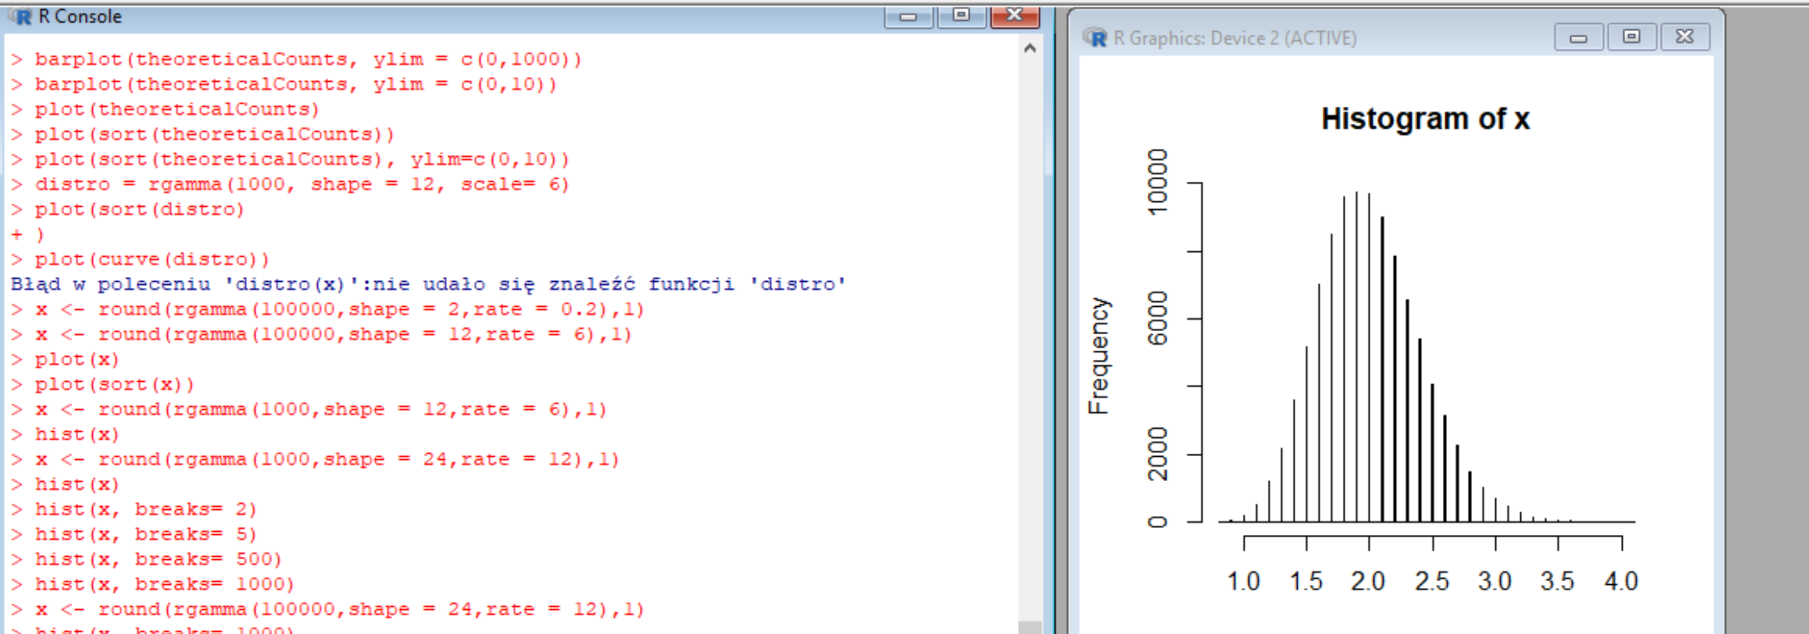 R Console
> barplot(theoreticalCounts, ylim = c(0,1000))
> barplot(theoreticalCounts, ylim = c(0,10))
> plot(theoreticalCounts)
> plot(sort(theoreticalCounts))
> plot(sort(theoreticalCounts), ylim=c(0,10))
> distro = rgamma(1000, shape = 12, scale= 6)
> plot(sort(distro)
+ )
> plot(curve(distro))
Błąd w poleceniu 'distro(x)':nie udało się znaleźć funkcji 'distro'
> x <- round(rgamma(100000,shape = 2,rate = 0.2),1)
> x <- round(rgamma(100000,shape = 12,rate = 6),1)
> plot(x)
> plot(sort(x))
> x <- round(rgamma(1000,shape = 12,rate = 6),1)
> hist(x)
> x <- round(rgamma(1000,shape = 24,rate = 12),1)
> hist(x)
> hist(x, breaks= 2)
> hist(x, breaks= 5)
> hist(x, breaks= 500)
> hist(x, breaks= 1000)
> x <- round(rgamma(100000,shape = 24,rate = 12),1)
> hist(x, breaks= 1000)
R Graphics: Device 2 (ACTIVE)
Histogram of x
Frequency
10000
6000
2000
0
1.0 1.5 2.0 2.5 3.0 3.5 4.0